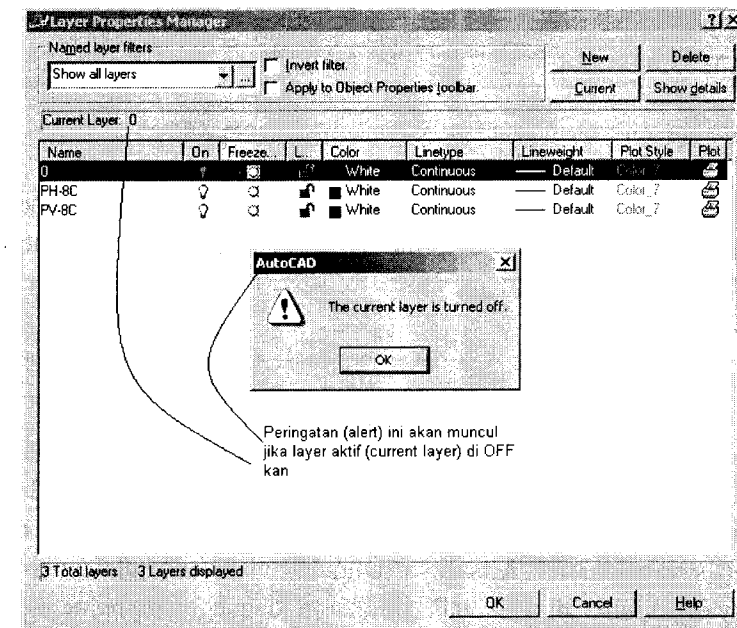 Layer Properties Manager
Named layer filters
Show all layers
...
Invert filter.
Apply to Object Properties toolbar.
New
Delete
Current
Show details
Current Layer: 0
Name On Freeze... L... Color Linetype Lineweight Plot Style Plot
0 White Continuous Default Color_7
PH-8C White Continuous Default Color_7
PV-8C White Continuous Default Color_7
AutoCAD
The current layer is turned off.
OK
Peringatan (alert) ini akan muncul
jika layer aktif (current layer) di OFF
kan
3 Total layers 3 Layers displayed
OK Cancel Help